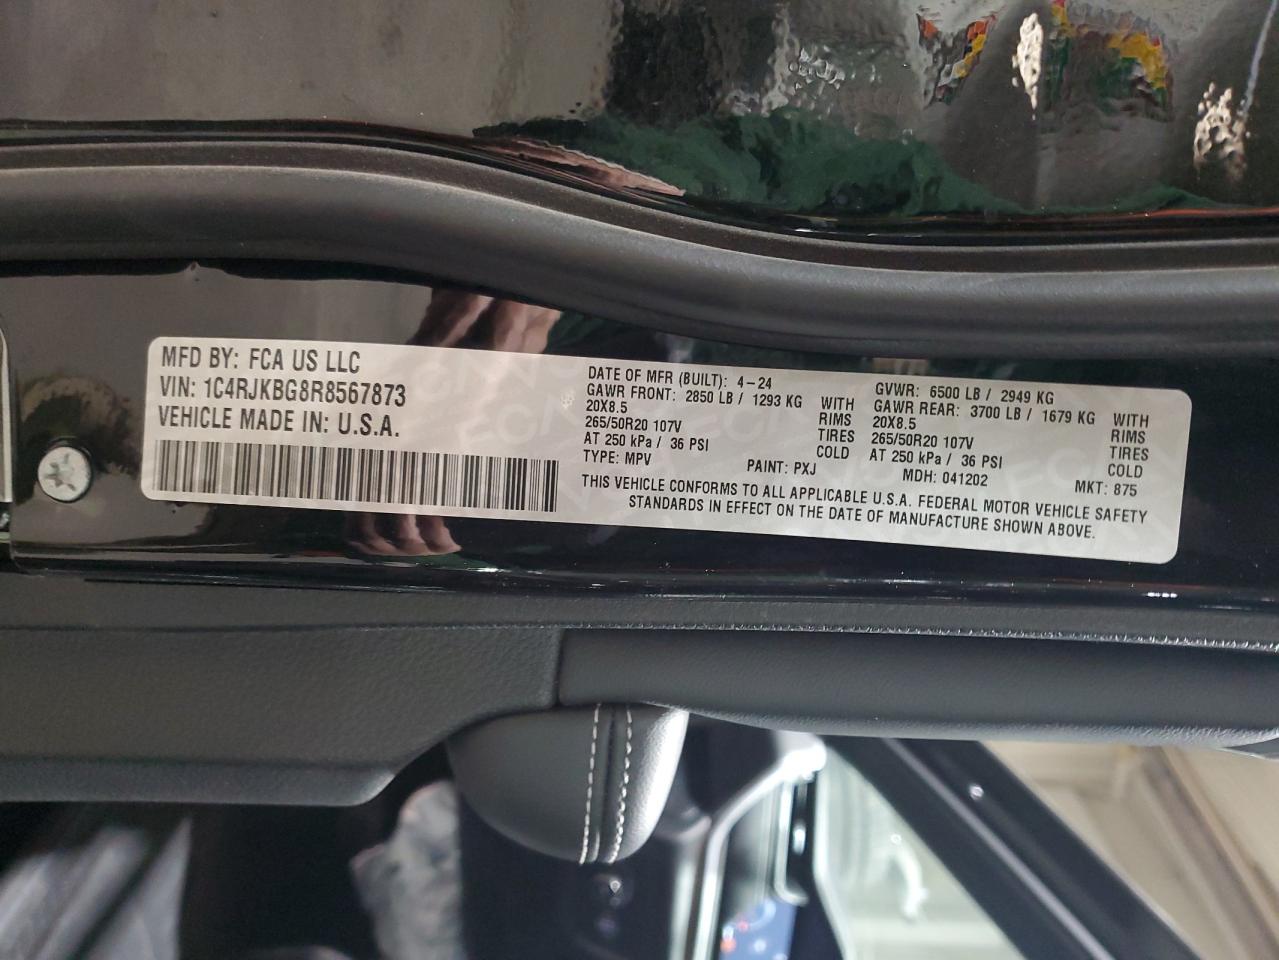 MFD BY: FCA US LLC
VIN: 1C4RJKBG8R8567873
VEHICLE MADE IN: U.S.A.
DATE OF MFR (BUILT): 4-24
GAWR FRONT: 2850 LB / 1293 KG WITH
20X8.5 RIMS
265/50R20 107V TIRES
AT 250 kPa / 36 PSI COLD
TYPE: MPV PAINT: PXJ
GVWR: 6500 LB / 2949 KG
GAWR REAR: 3700 LB / 1679 KG WITH
20X8.5 RIMS
265/50R20 107V TIRES
AT 250 kPa / 36 PSI COLD
MDH: 041202 MKT: 875
THIS VEHICLE CONFORMS TO ALL APPLICABLE U.S.A. FEDERAL MOTOR VEHICLE SAFETY
STANDARDS IN EFFECT ON THE DATE OF MANUFACTURE SHOWN ABOVE.